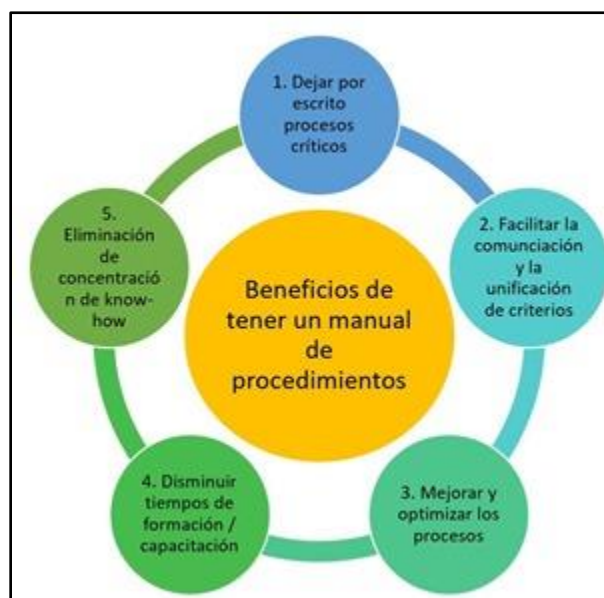 1. Dejar por
escrito
procesos
críticos
2. Facilitar la
comunciación
y la
unificación
de criterios
3. Mejorar y
optimizar los
procesos
4. Disminuir
tiempos de
formación /
capacitación
5.
Eliminación
de
concentració
n de know-
how
Beneficios de
tener un manual
de
procedimientos